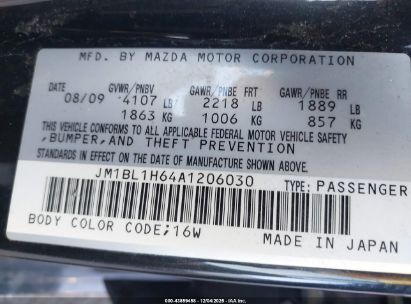 MFD. BY MAZDA MOTOR CORPORATION
DATE GVWR/PNBV GAWR/PNBE FRT GAWR/PNBE RR
08/09 4107 LB 2218 LB 1889 LB
1863 KG 1006 KG 857 KG
THIS VEHICLE CONFORMS TO ALL APPLICABLE FEDERAL MOTOR VEHICLE SAFETY,
BUMPER, AND THEFT PREVENTION
STANDARDS IN EFFECT ON THE DATE OF MANUFACTURE SHOWN ABOVE.
JM1BL1H64A1206030 TYPE: PASSENGER
BODY COLOR CODE;16W
MADE IN JAPAN
12/04/2025